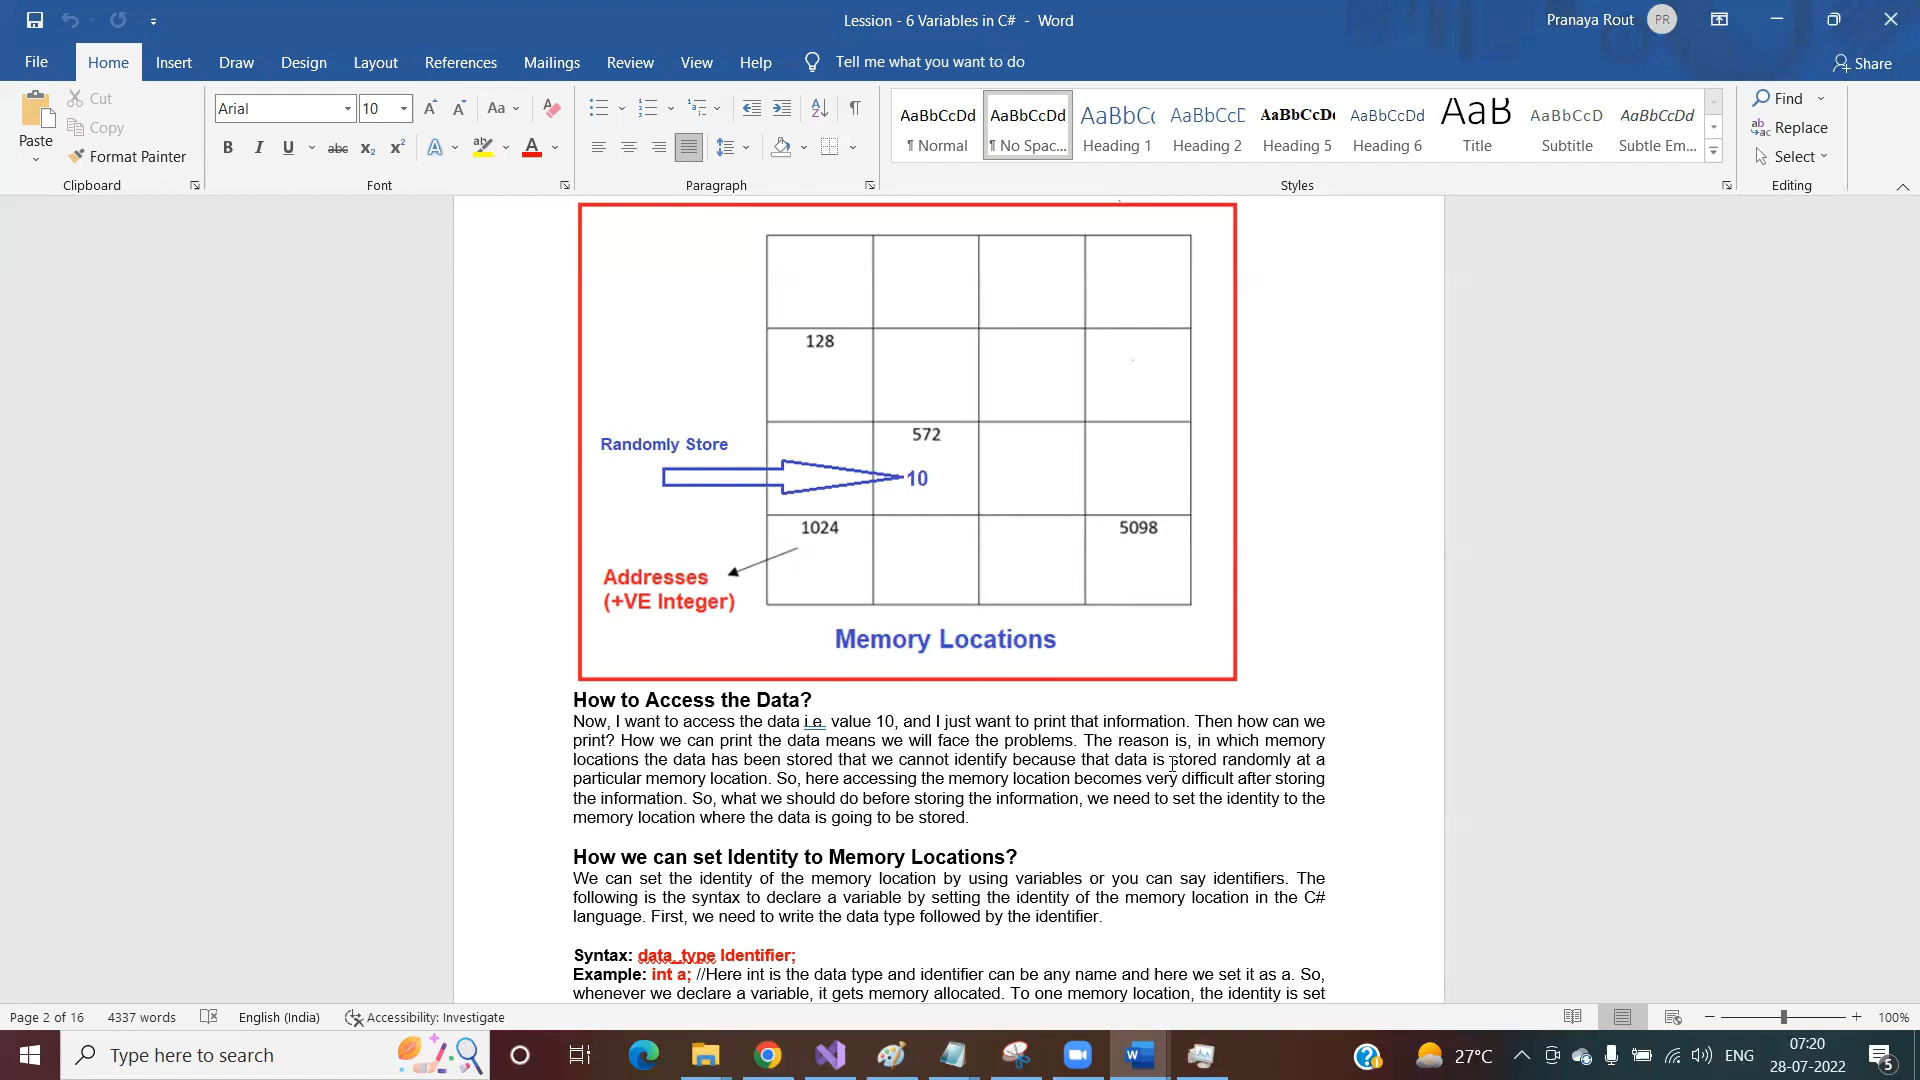 Lession - 6 Variables in C# - Word
Pranaya Rout PR
File Home Insert Draw Design Layout References Mailings Review View Help Tell me what you want to do Share
Paste Cut Copy Format Painter
Clipboard
Arial 10 Aa
B I U abc x₂ x² A ab A
Font
Paragraph
AaBbCcDd AaBbCcDd AaBbCc AaBbCcD AaBbCcDc AaBbCcDd AaB AaBbCcD AaBbCcDd
¶ Normal ¶ No Spac... Heading 1 Heading 2 Heading 5 Heading 6 Title Subtitle Subtle Em...
Styles
Find
Replace
Select
Editing
128
572
Randomly Store
10
1024 5098
Addresses
(+VE Integer)
Memory Locations
How to Access the Data?
Now, I want to access the data i.e. value 10, and I just want to print that information. Then how can we
print? How we can print the data means we will face the problems. The reason is, in which memory
locations the data has been stored that we cannot identify because that data is stored randomly at a
particular memory location. So, here accessing the memory location becomes very difficult after storing
the information. So, what we should do before storing the information, we need to set the identity to the
memory location where the data is going to be stored.
How we can set Identity to Memory Locations?
We can set the identity of the memory location by using variables or you can say identifiers. The
following is the syntax to declare a variable by setting the identity of the memory location in the C#
language. First, we need to write the data type followed by the identifier.
Syntax: data_type Identifier;
Example: int a; //Here int is the data type and identifier can be any name and here we set it as a. So,
whenever we declare a variable, it gets memory allocated. To one memory location, the identity is set
Page 2 of 16 4337 words English (India) Accessibility: Investigate 100%
Type here to search 27°C ENG 07:20
28-07-2022 5